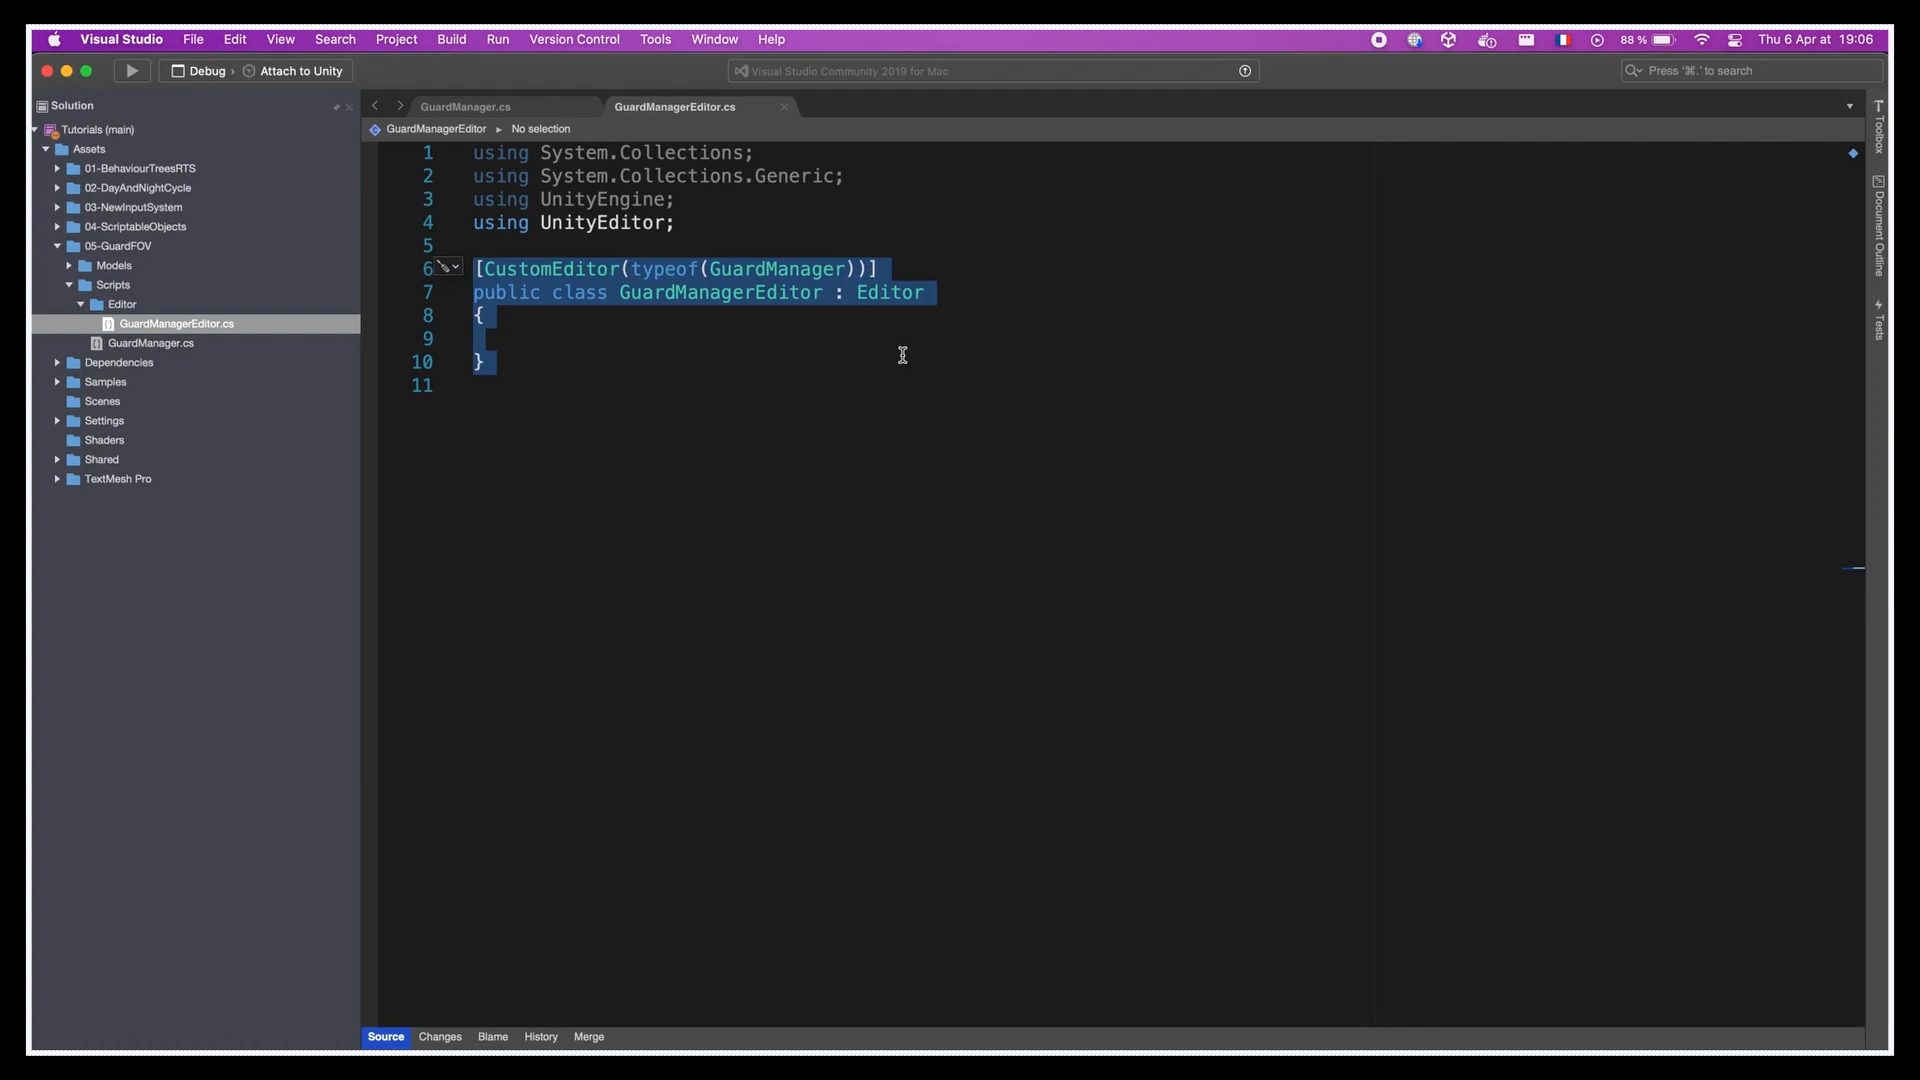 Visual Studio File Edit View Search Project Build Run Version Control Tools Window Help 88 % Thu 6 Apr at 19:06
Debug › Attach to Unity Visual Studio Community 2019 for Mac Press '⌘.' to search
Solution
Tutorials (main)
Assets
01-BehaviourTreesRTS
02-DayAndNightCycle
03-NewInputSystem
04-ScriptableObjects
05-GuardFOV
Models
Scripts
Editor
GuardManagerEditor.cs
GuardManager.cs
Dependencies
Samples
Scenes
Settings
Shaders
Shared
TextMesh Pro
GuardManager.cs GuardManagerEditor.cs
GuardManagerEditor ▸ No selection
1 using System.Collections;
2 using System.Collections.Generic;
3 using UnityEngine;
4 using UnityEditor;
5
6 [CustomEditor(typeof(GuardManager))]
7 public class GuardManagerEditor : Editor
8 {
9
10 }
11
Toolbox
Document Outline
Tests
Source Changes Blame History Merge